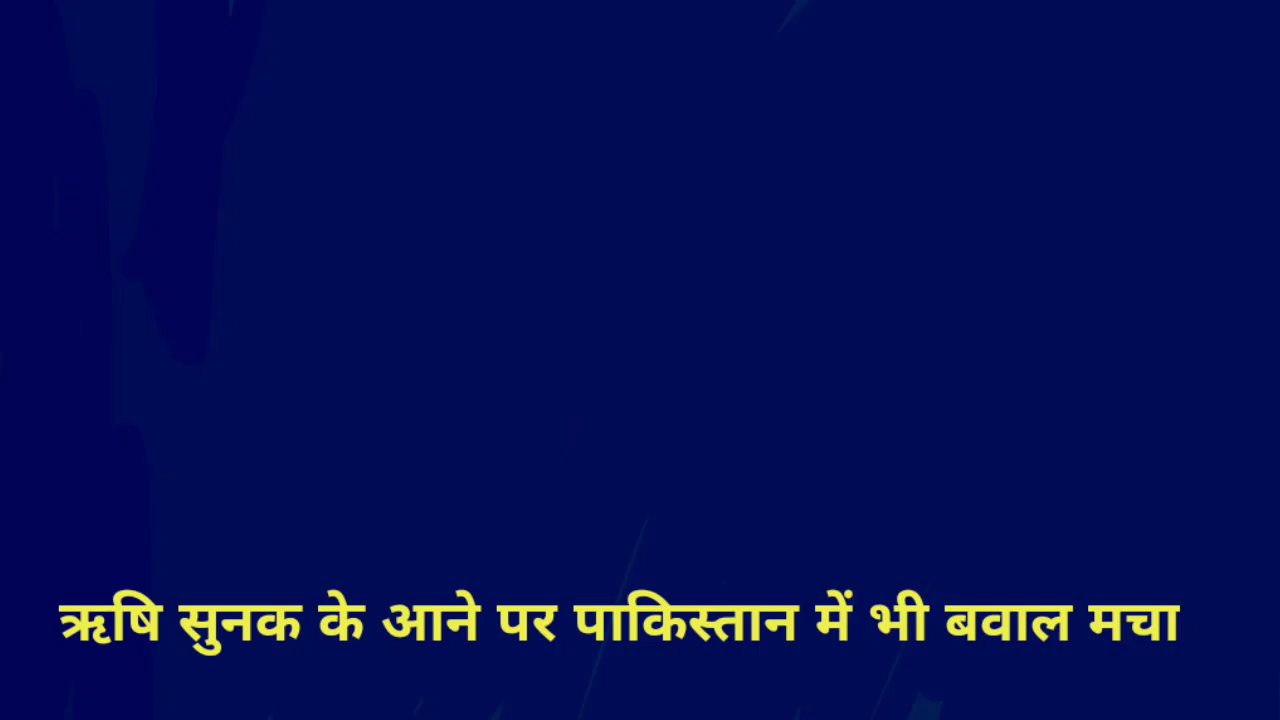 ऋषि सुनक के आने पर पाकिस्तान में भी बवाल मचा